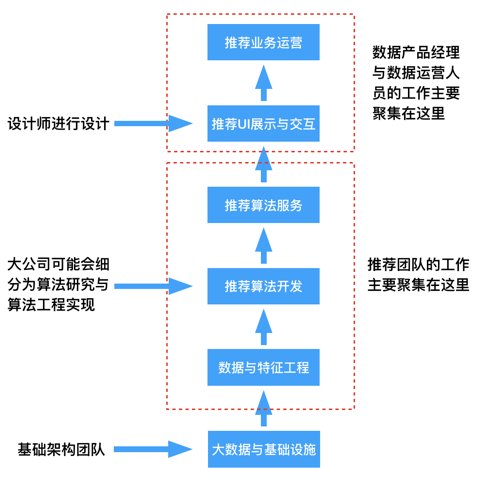 推荐业务运营
数据产品经理
与数据运营人
员的工作主要
聚集在这里
设计师进行设计
推荐UI展示与交互
推荐算法服务
大公司可能会细
分为算法研究与
算法工程实现
推荐算法开发
推荐团队的工作
主要聚集在这里
数据与特征工程
基础架构团队
大数据与基础设施